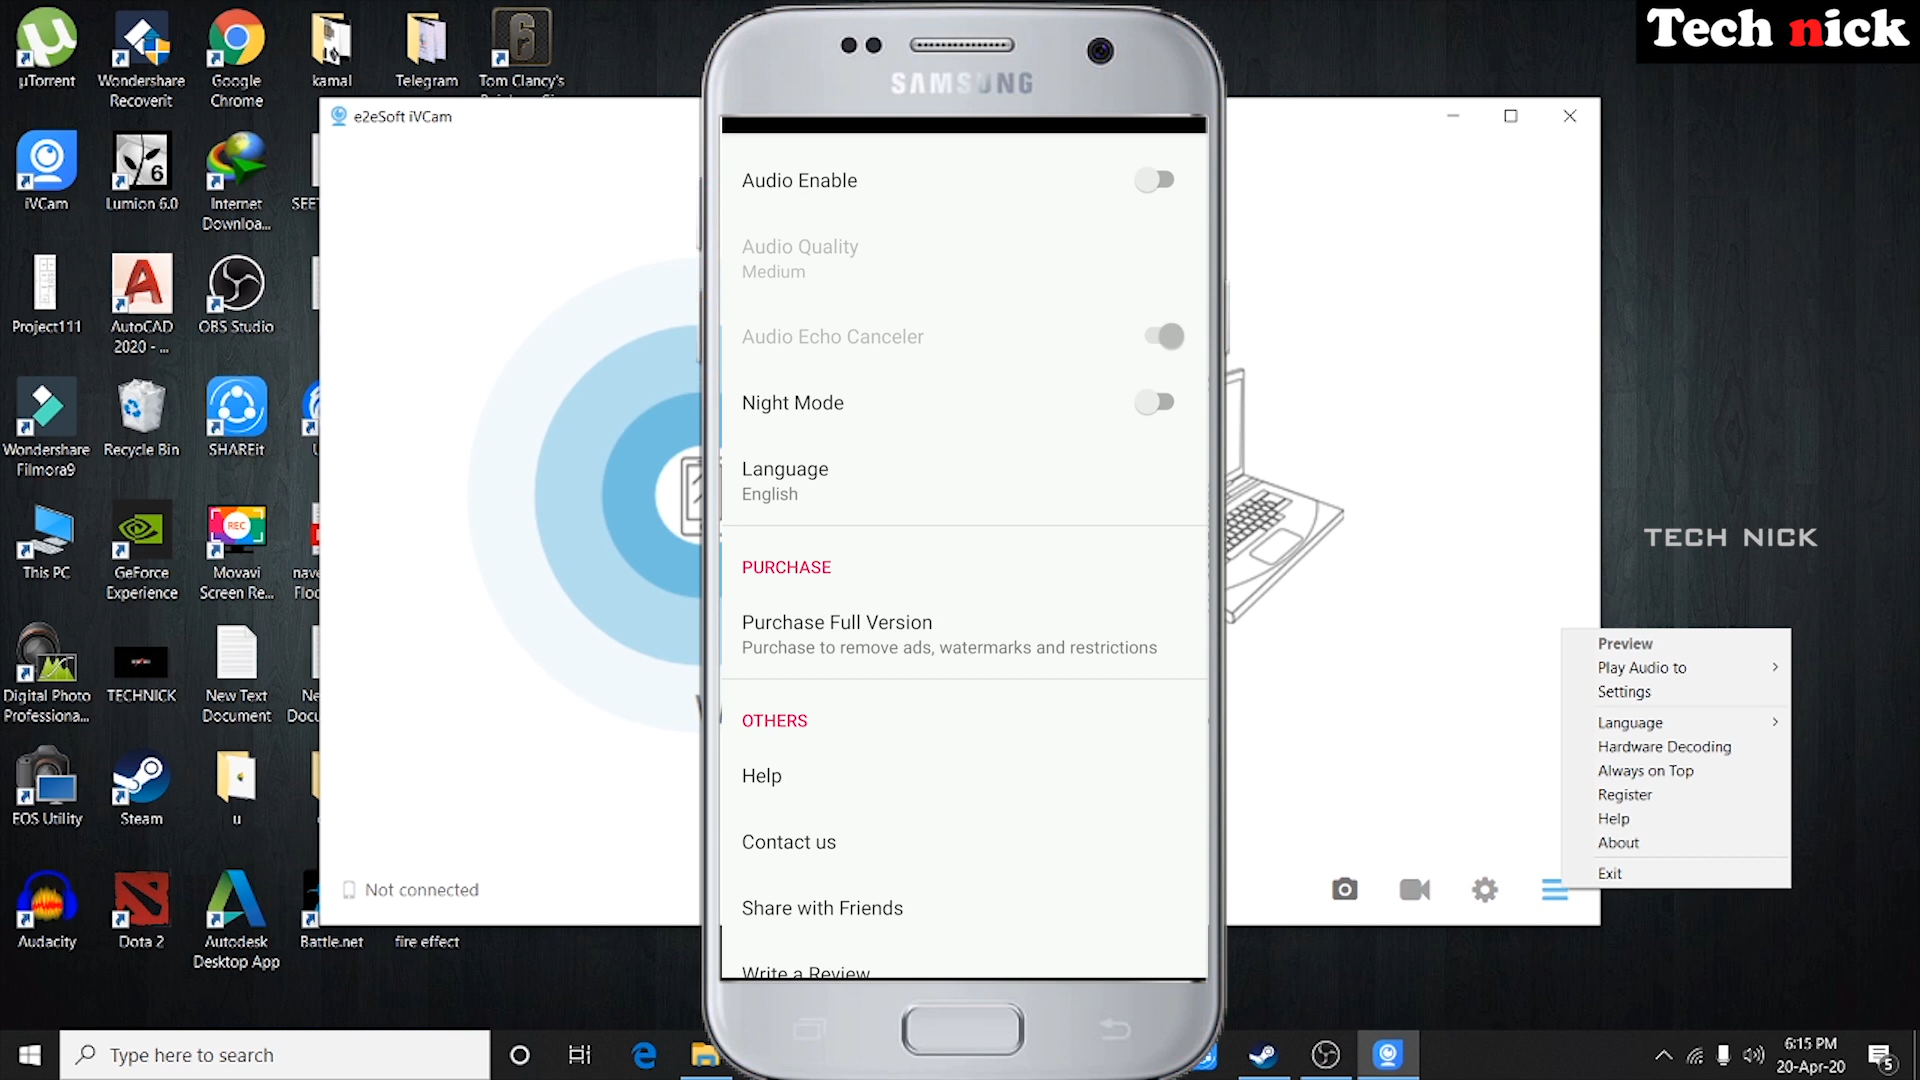 Tech nick
µTorrent
Wondershare
Recoverit
Google
Chrome
kamal
Telegram
Tom Clancy's
e2eSoft iVCam
SAMSUNG
iVCam
Lumion 6.0
Internet
Downloa...
Project111
AutoCAD
2020 - ...
OBS Studio
Wondershare
Filmora9
Recycle Bin
SHAREit
This PC
GeForce
Experience
REC
Movavi
Screen Re...
Digital Photo
Professiona...
TECHNICK
New Text
Document
EOS Utility
Steam
u
Audacity
Dota 2
Autodesk
Desktop App
Battle.net
fire effect
Not connected
Audio Enable
Audio Quality
Medium
Audio Echo Canceler
Night Mode
Language
English
PURCHASE
Purchase Full Version
Purchase to remove ads, watermarks and restrictions
OTHERS
Help
Contact us
Share with Friends
Write a Review
TECH NICK
Preview
Play Audio to
Settings
Language
Hardware Decoding
Always on Top
Register
Help
About
Exit
Type here to search
6:15 PM
20-Apr-20
5